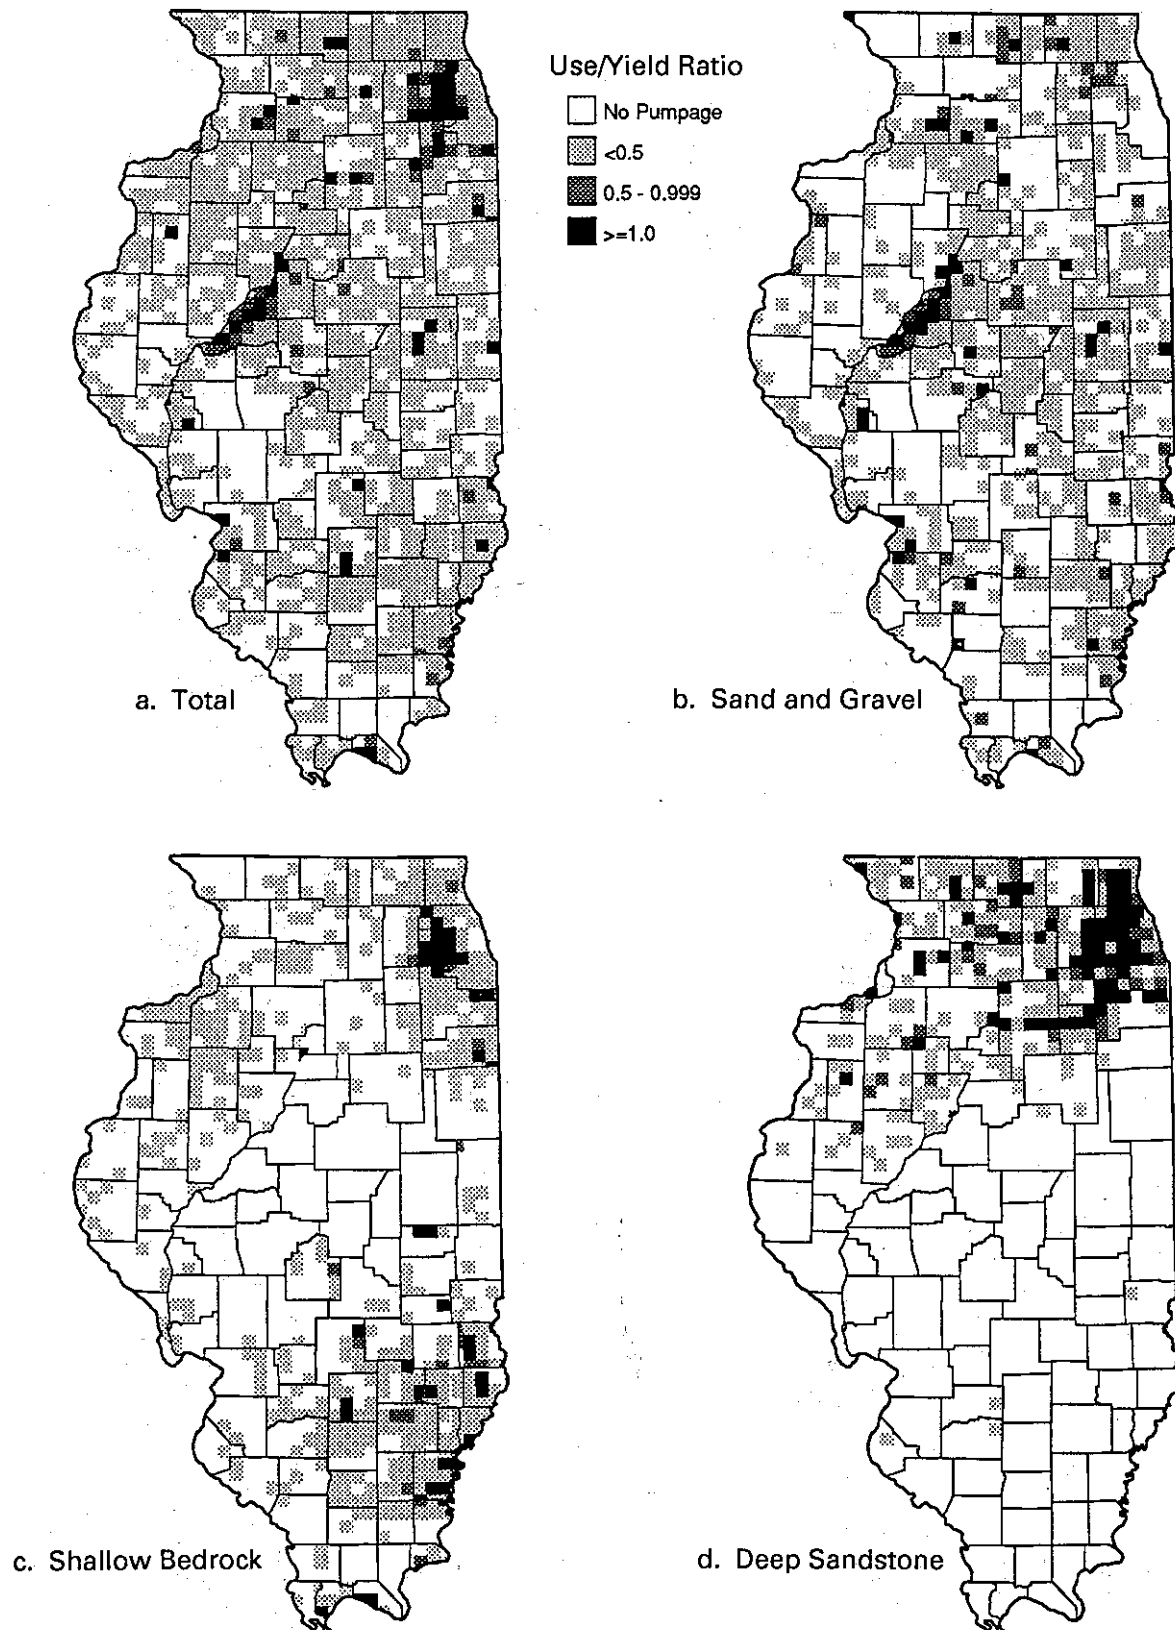 Use/Yield Ratio
No Pumpage
<0.5
0.5 - 0.999
>=1.0
a. Total
b. Sand and Gravel
c. Shallow Bedrock
d. Deep Sandstone